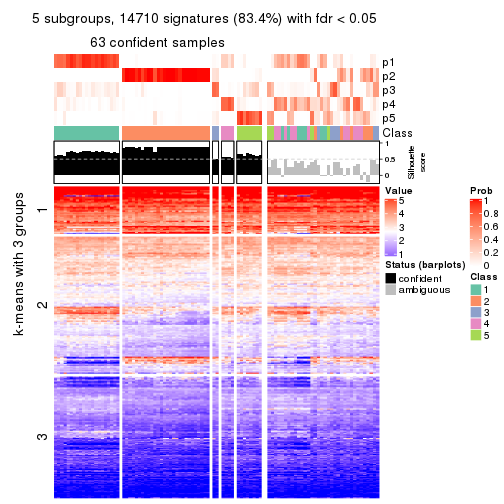 5 subgroups, 14710 signatures (83.4%) with fdr < 0.05
63 confident samples
p1
p2
p3
p4
p5
Class
1
0.5
0
Silhouette
score
k-means with 3 groups
1
2
3
Value
5
4
3
2
1
Status (barplots)
confident
ambiguous
Prob
1
0.8
0.6
0.4
0.2
0
Class
1
2
3
4
5